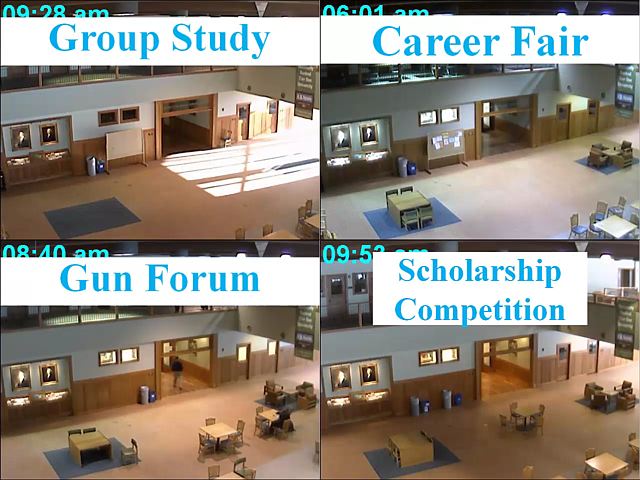 09:28 am
Group Study
06:01 am
Career Fair
08:40 am
Gun Forum
09:53 am
Scholarship
Competition